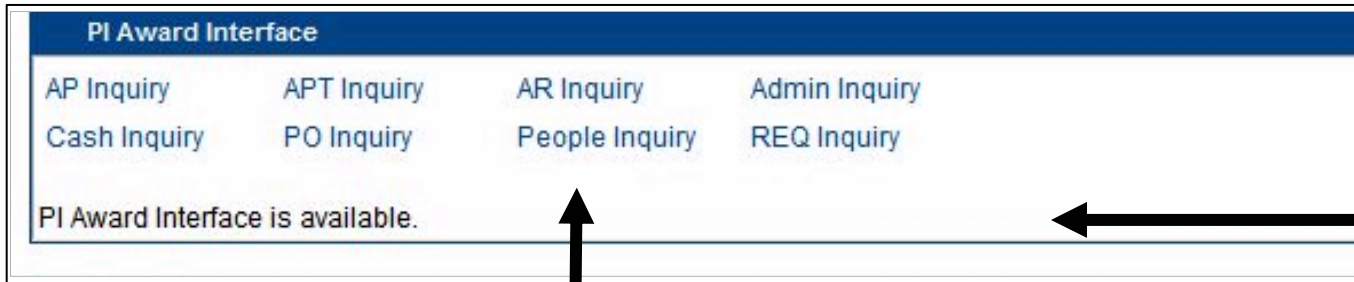 PI Award Interface
AP Inquiry APT Inquiry AR Inquiry Admin Inquiry
Cash Inquiry PO Inquiry People Inquiry REQ Inquiry
PI Award Interface is available.